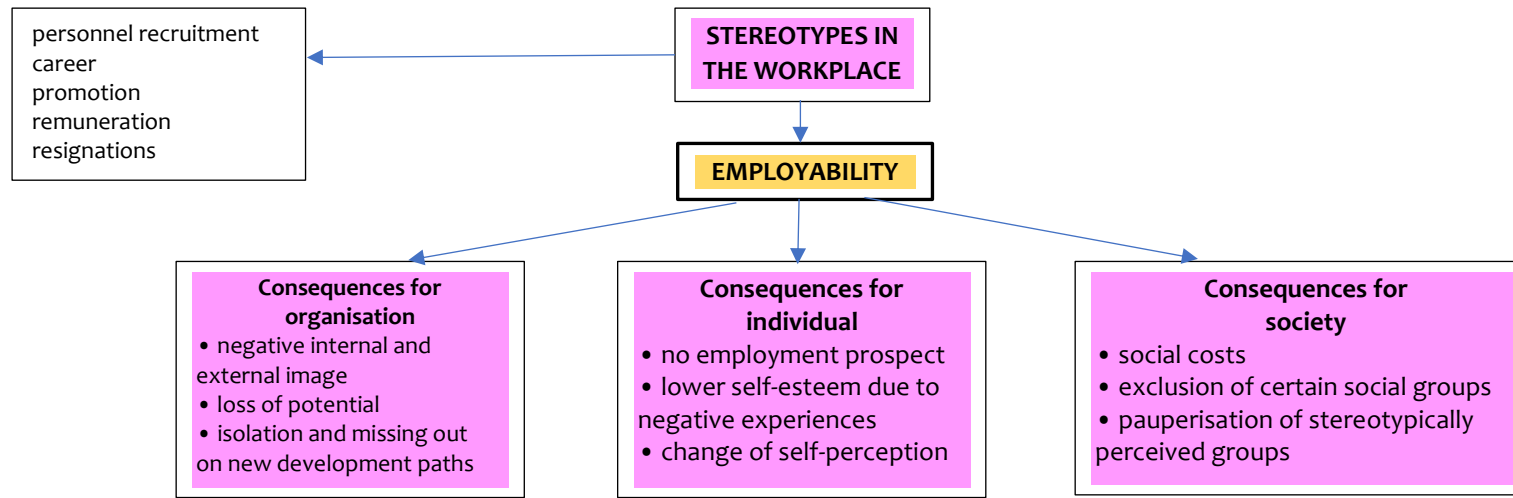 personnel recruitment
career
promotion
remuneration
resignations
STEREOTYPES IN
THE WORKPLACE
EMPLOYABILITY
Consequences for
organisation
• negative internal and
external image
• loss of potential
• isolation and missing out
on new development paths
Consequences for
individual
• no employment prospect
• lower self-esteem due to
negative experiences
• change of self-perception
Consequences for
society
• social costs
• exclusion of certain social groups
• pauperisation of stereotypically
perceived groups